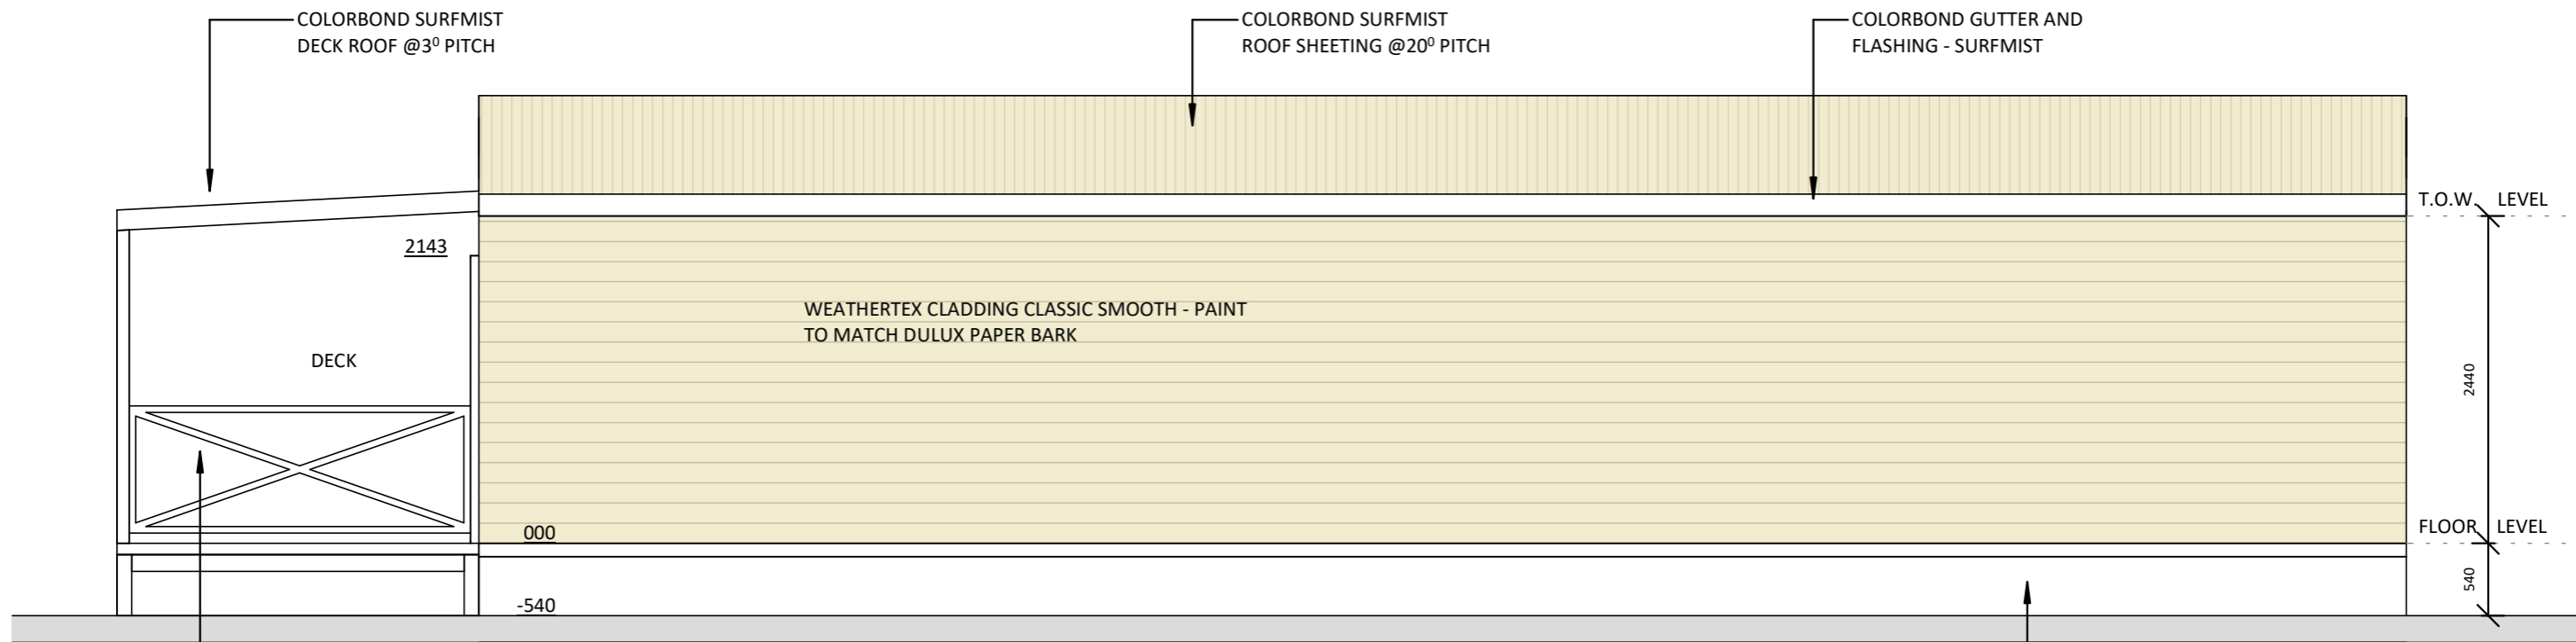 COLORBOND SURFMIST
DECK ROOF @3⁰ PITCH
COLORBOND SURFMIST
ROOF SHEETING @20⁰ PITCH
COLORBOND GUTTER AND
FLASHING - SURFMIST
T.O.W. LEVEL
2143
WEATHERTEX CLADDING CLASSIC SMOOTH - PAINT
TO MATCH DULUX PAPER BARK
DECK
2440
000
FLOOR LEVEL
540
-540